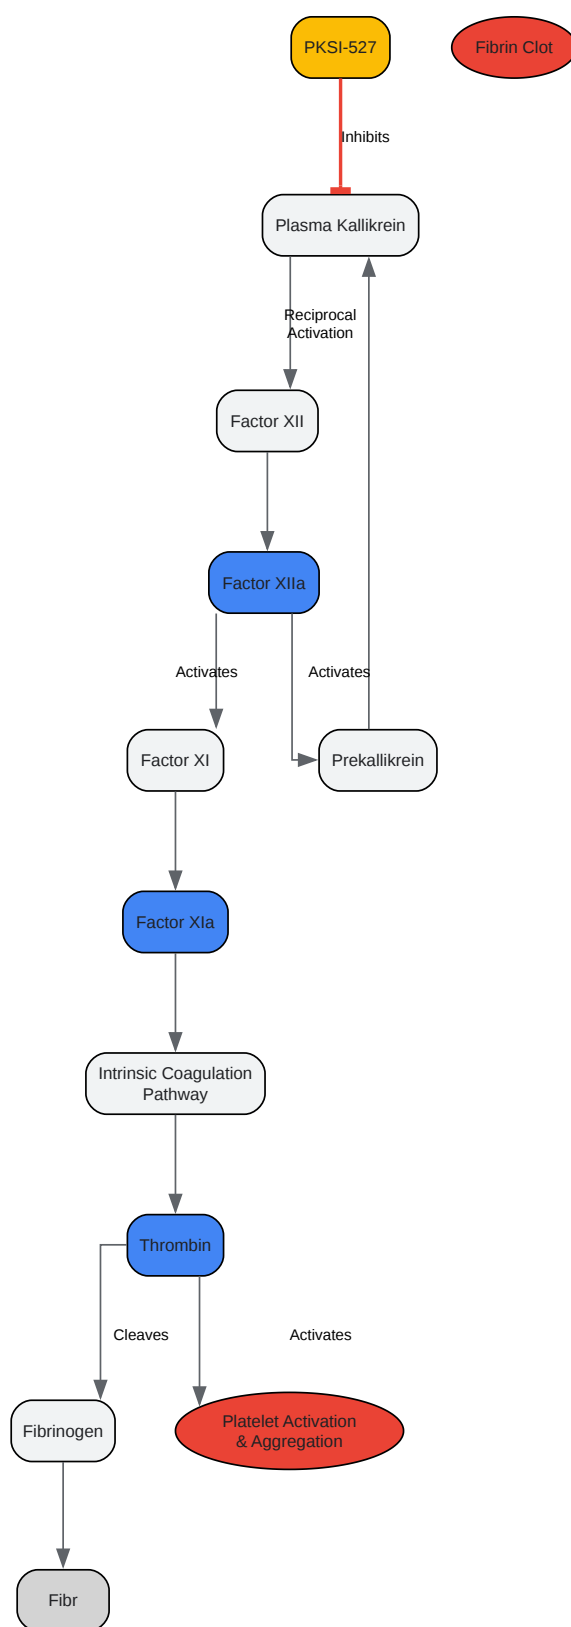 PKSI-527
Fibrin Clot
Inhibits
Plasma Kallikrein
Reciprocal
Activation
Factor XII
Factor XIIa
Activates
Activates
Factor XI
Prekallikrein
Factor XIa
Intrinsic Coagulation
Pathway
Thrombin
Cleaves
Activates
Fibrinogen
Platelet Activation
& Aggregation
Fibr